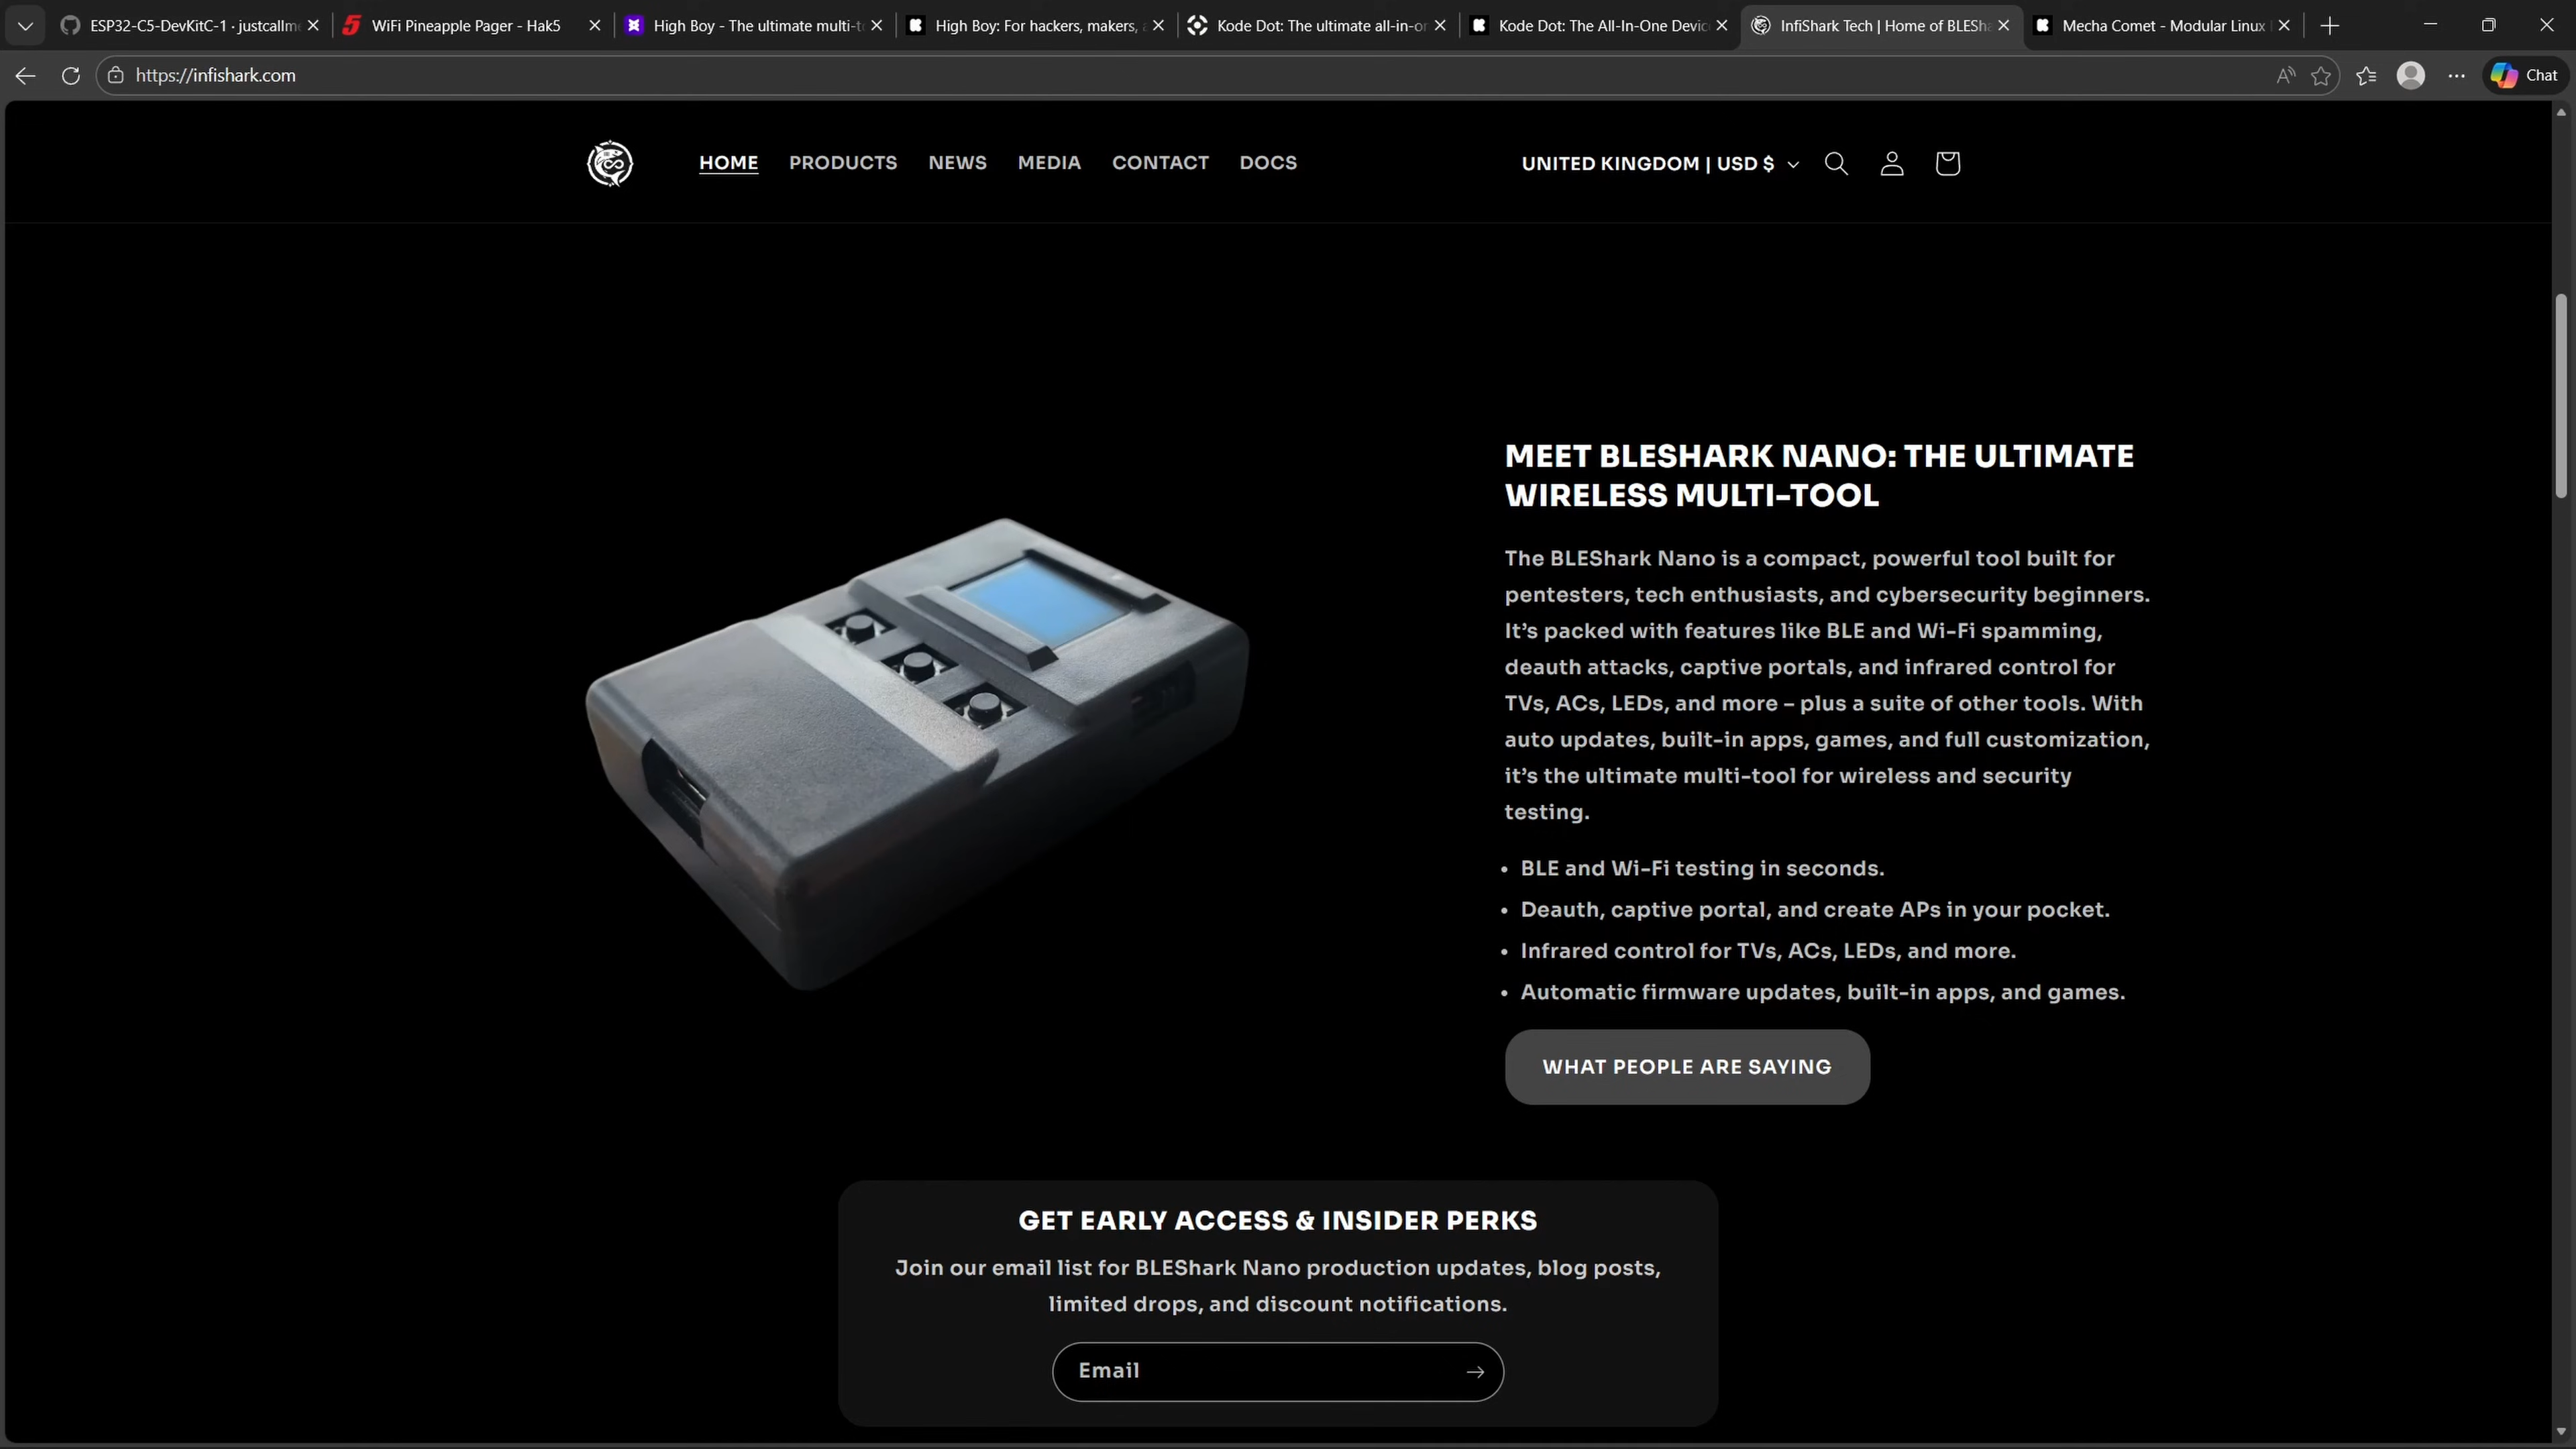 ESP32-C5-DevKitC-1 · justcallm
WiFi Pineapple Pager - Hak5
High Boy - The ultimate multi-t
High Boy: For hackers, makers,
Kode Dot: The ultimate all-in-o
Kode Dot: The All-In-One Devic
InfiShark Tech | Home of BLESh
Mecha Comet - Modular Linux
https://infishark.com
Chat
HOME
PRODUCTS
NEWS
MEDIA
CONTACT
DOCS
UNITED KINGDOM | USD $
MEET BLESHARK NANO: THE ULTIMATE
WIRELESS MULTI-TOOL
The BLEShark Nano is a compact, powerful tool built for
pentesters, tech enthusiasts, and cybersecurity beginners.
It’s packed with features like BLE and Wi-Fi spamming,
deauth attacks, captive portals, and infrared control for
TVs, ACs, LEDs, and more – plus a suite of other tools. With
auto updates, built-in apps, games, and full customization,
it’s the ultimate multi-tool for wireless and security
testing.
• BLE and Wi-Fi testing in seconds.
• Deauth, captive portal, and create APs in your pocket.
• Infrared control for TVs, ACs, LEDs, and more.
• Automatic firmware updates, built-in apps, and games.
WHAT PEOPLE ARE SAYING
GET EARLY ACCESS & INSIDER PERKS
Join our email list for BLEShark Nano production updates, blog posts,
limited drops, and discount notifications.
Email